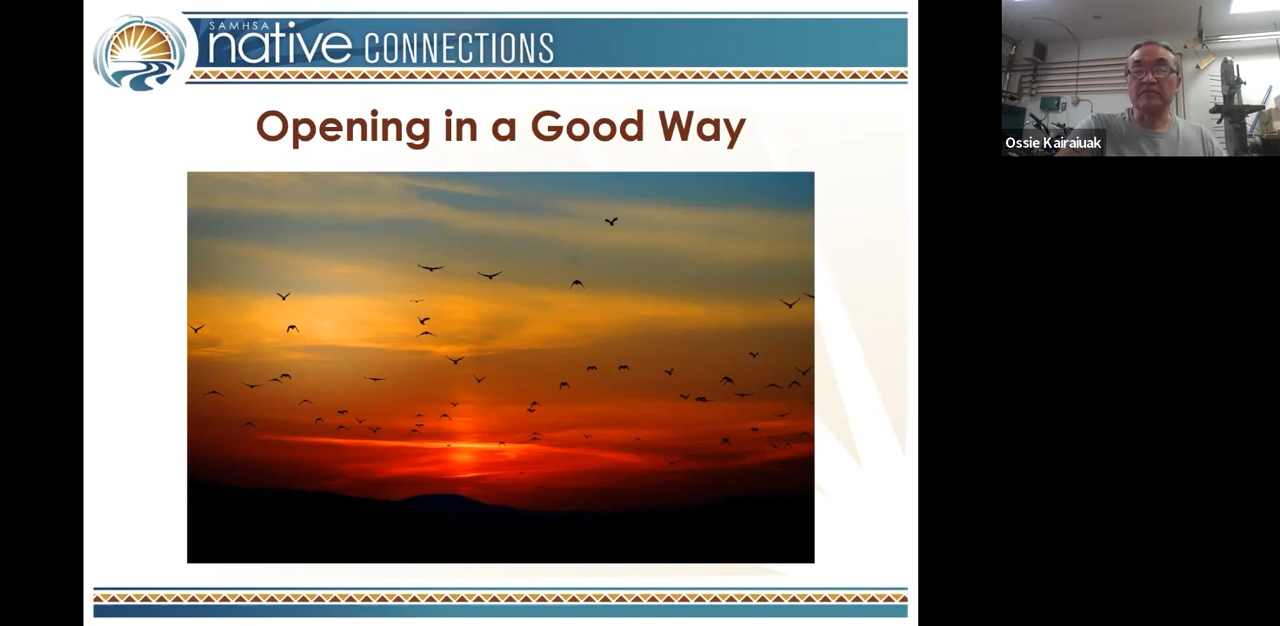 SAMHSA
native CONNECTIONS
Opening in a Good Way
Ossie Kairaiuak